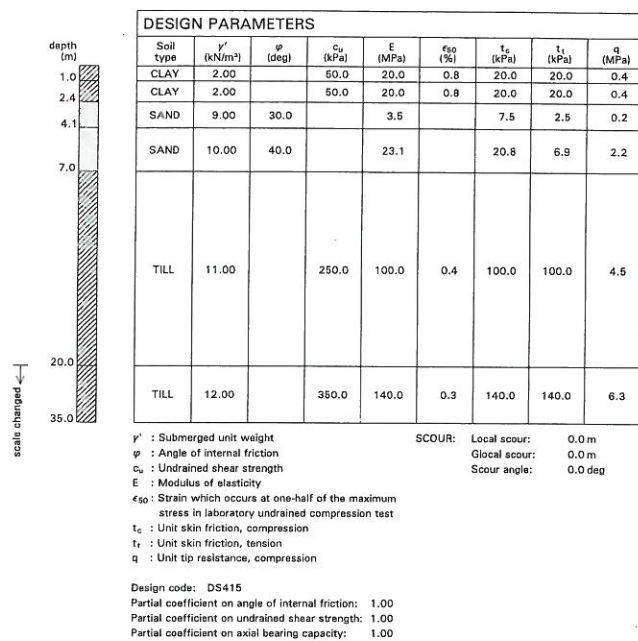 DESIGN PARAMETERS
depth (m)
Soil type γ' (kN/m³) φ (deg) cu (kPa) E (MPa) ε50 (%) tc (kPa) tt (kPa) q (MPa)
1.0 CLAY 2.00 50.0 20.0 0.8 20.0 20.0 0.4
2.4 CLAY 2.00 50.0 20.0 0.8 20.0 20.0 0.4
4.1 SAND 9.00 30.0 3.5 7.5 2.5 0.2
7.0 SAND 10.00 40.0 23.1 20.8 6.9 2.2
20.0 TILL 11.00 250.0 100.0 0.4 100.0 100.0 4.5
35.0 TILL 12.00 350.0 140.0 0.3 140.0 140.0 6.3
scale changed
γ' : Submerged unit weight
φ : Angle of internal friction
cu : Undrained shear strength
E : Modulus of elasticity
ε50 : Strain which occurs at one-half of the maximum
stress in laboratory undrained compression test
tc : Unit skin friction, compression
tt : Unit skin friction, tension
q : Unit tip resistance, compression
SCOUR: Local scour: 0.0 m
Glocal scour: 0.0 m
Scour angle: 0.0 deg
Design code: DS415
Partial coefficient on angle of internal friction: 1.00
Partial coefficient on undrained shear strength: 1.00
Partial coefficient on axial bearing capacity: 1.00